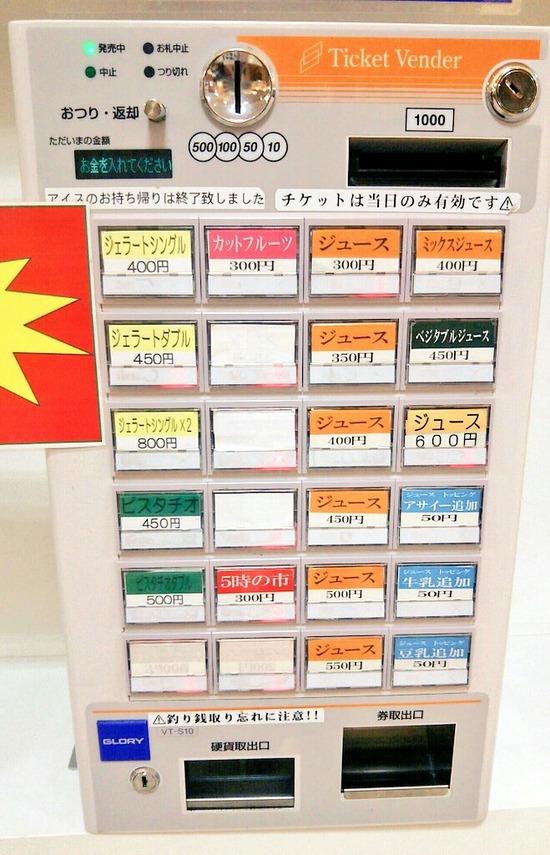 発売中
お札中止
中止
つり切れ
Ticket Vender
おつり・返却
1000
ただいまの金額
500 100 50 10
お金を入れてください
アイスのお持ち帰りは終了致しました
チケットは当日のみ有効です⚠
ジェラートシングル
400円
カットフルーツ
300円
ジュース
300円
ミックスジュース
400円
ジェラートダブル
450円
ジュース
350円
ベジタブルジュース
450円
ジェラートシングル×2
800円
ジュース
400円
ジュース
600円
ピスタチオ
450円
ジュース
450円
ジュース トッピング
アサイー追加
50円
ピスタチオダブル
500円
5時の市
300円
ジュース
500円
ジュース トッピング
牛乳追加
50円
ジュース
550円
ジュース トッピング
豆乳追加
50円
⚠釣り銭取り忘れに注意!!
券取出口
GLORY
VT-S10
硬貨取出口